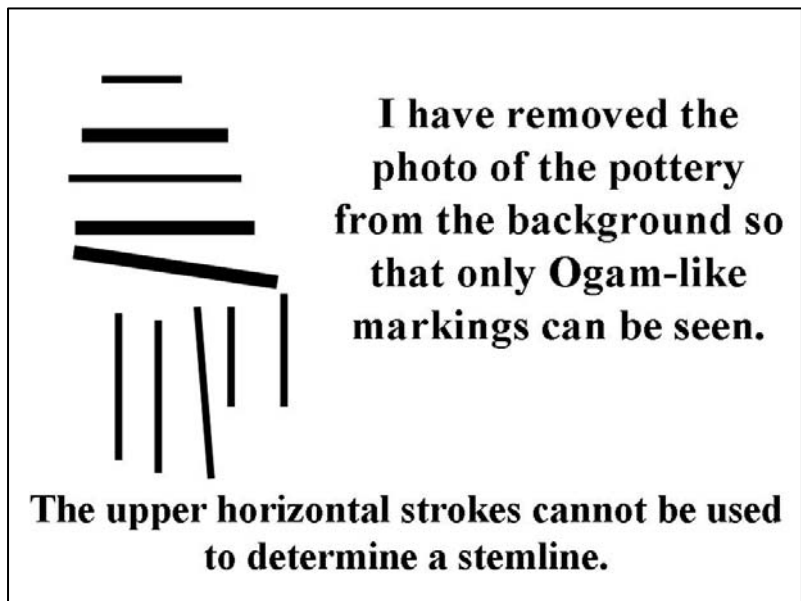 I have removed the
photo of the pottery
from the background so
that only Ogam-like
markings can be seen.
The upper horizontal strokes cannot be used
to determine a stemline.